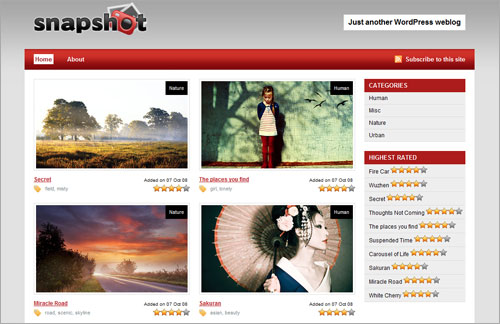 snapshot
Just another WordPress weblog
Home About
Subscribe to this site
Nature
Secret
Added on 07 Oct 08
field, misty
Human
The places you find
Added on 07 Oct 08
girl, lonely
Nature
Miracle Road
Added on 07 Oct 08
road, scenic, skyline
Human
Sakuran
Added on 07 Oct 08
asian, beauty
CATEGORIES
Human
Misc
Nature
Urban
HIGHEST RATED
Fire Car
Wuzhen
Secret
Thoughts Not Coming
The places you find
Suspended Time
Carousel of Life
Sakuran
Miracle Road
White Cherry